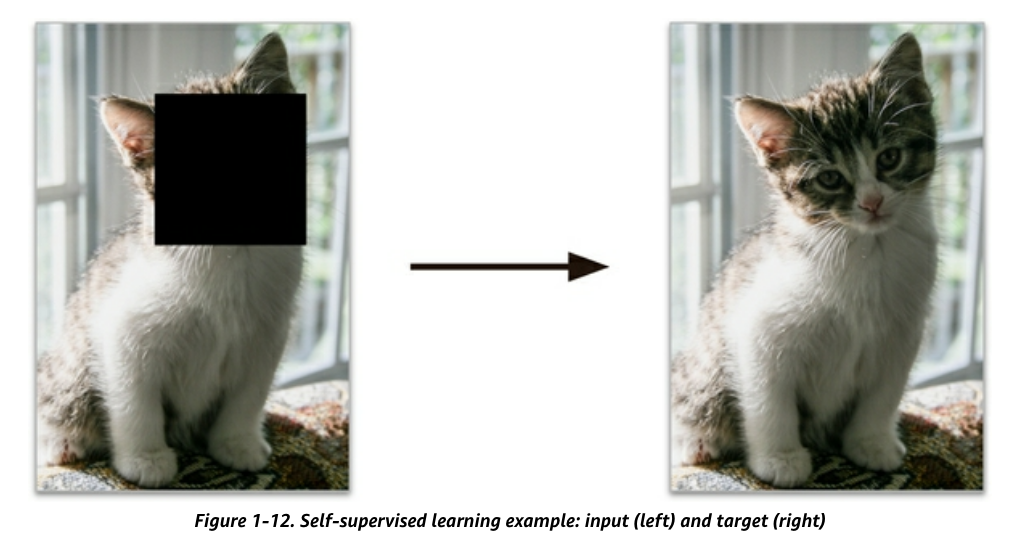 Figure 1-12. Self-supervised learning example: input (left) and target (right)